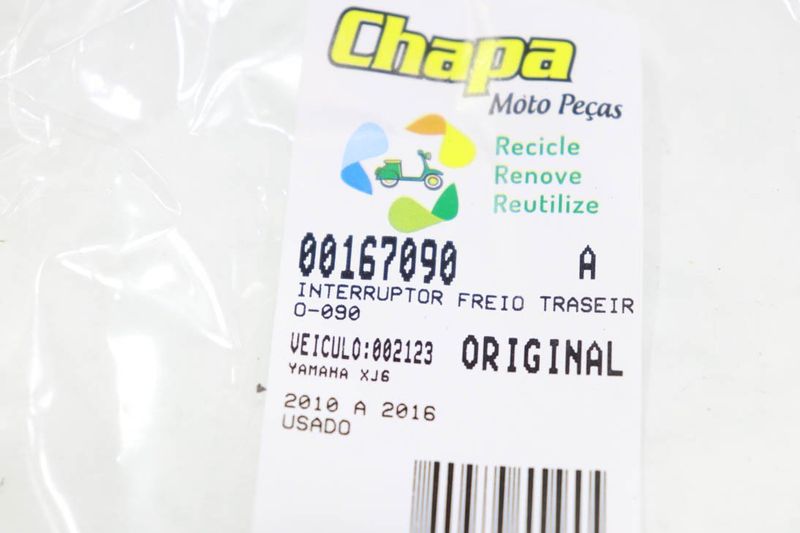 Chapa
Moto Peças
Recicle
Renove
Reutilize
00167090 A
INTERRUPTOR FREIO TRASEIR
O-090
VEICULO:002123 ORIGINAL
YAMAHA XJ6
2010 A 2016
USADO